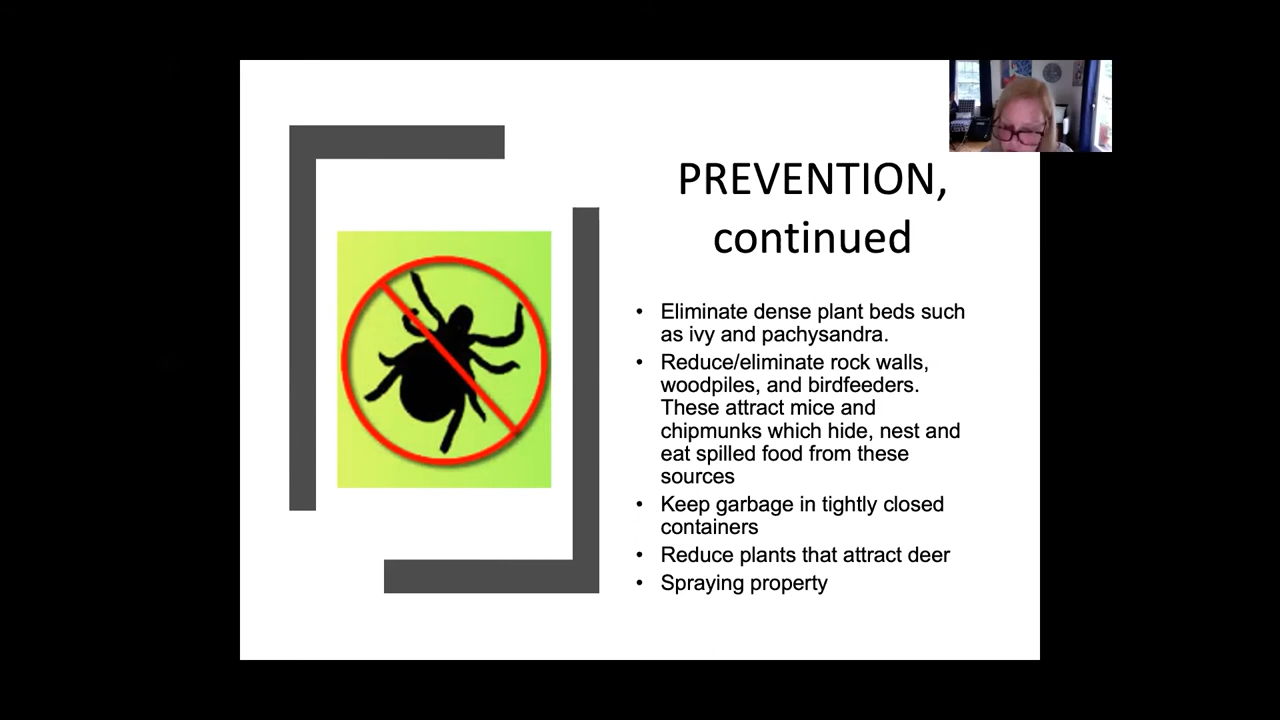 PREVENTION,
continued
• Eliminate dense plant beds such
as ivy and pachysandra.
• Reduce/eliminate rock walls,
woodpiles, and birdfeeders.
These attract mice and
chipmunks which hide, nest and
eat spilled food from these
sources
• Keep garbage in tightly closed
containers
• Reduce plants that attract deer
• Spraying property